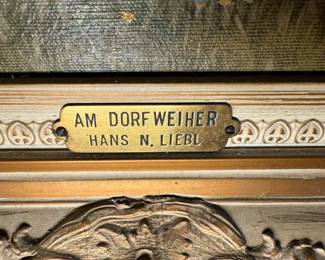 AM DORFWEIHER
HANS N. LIEBL